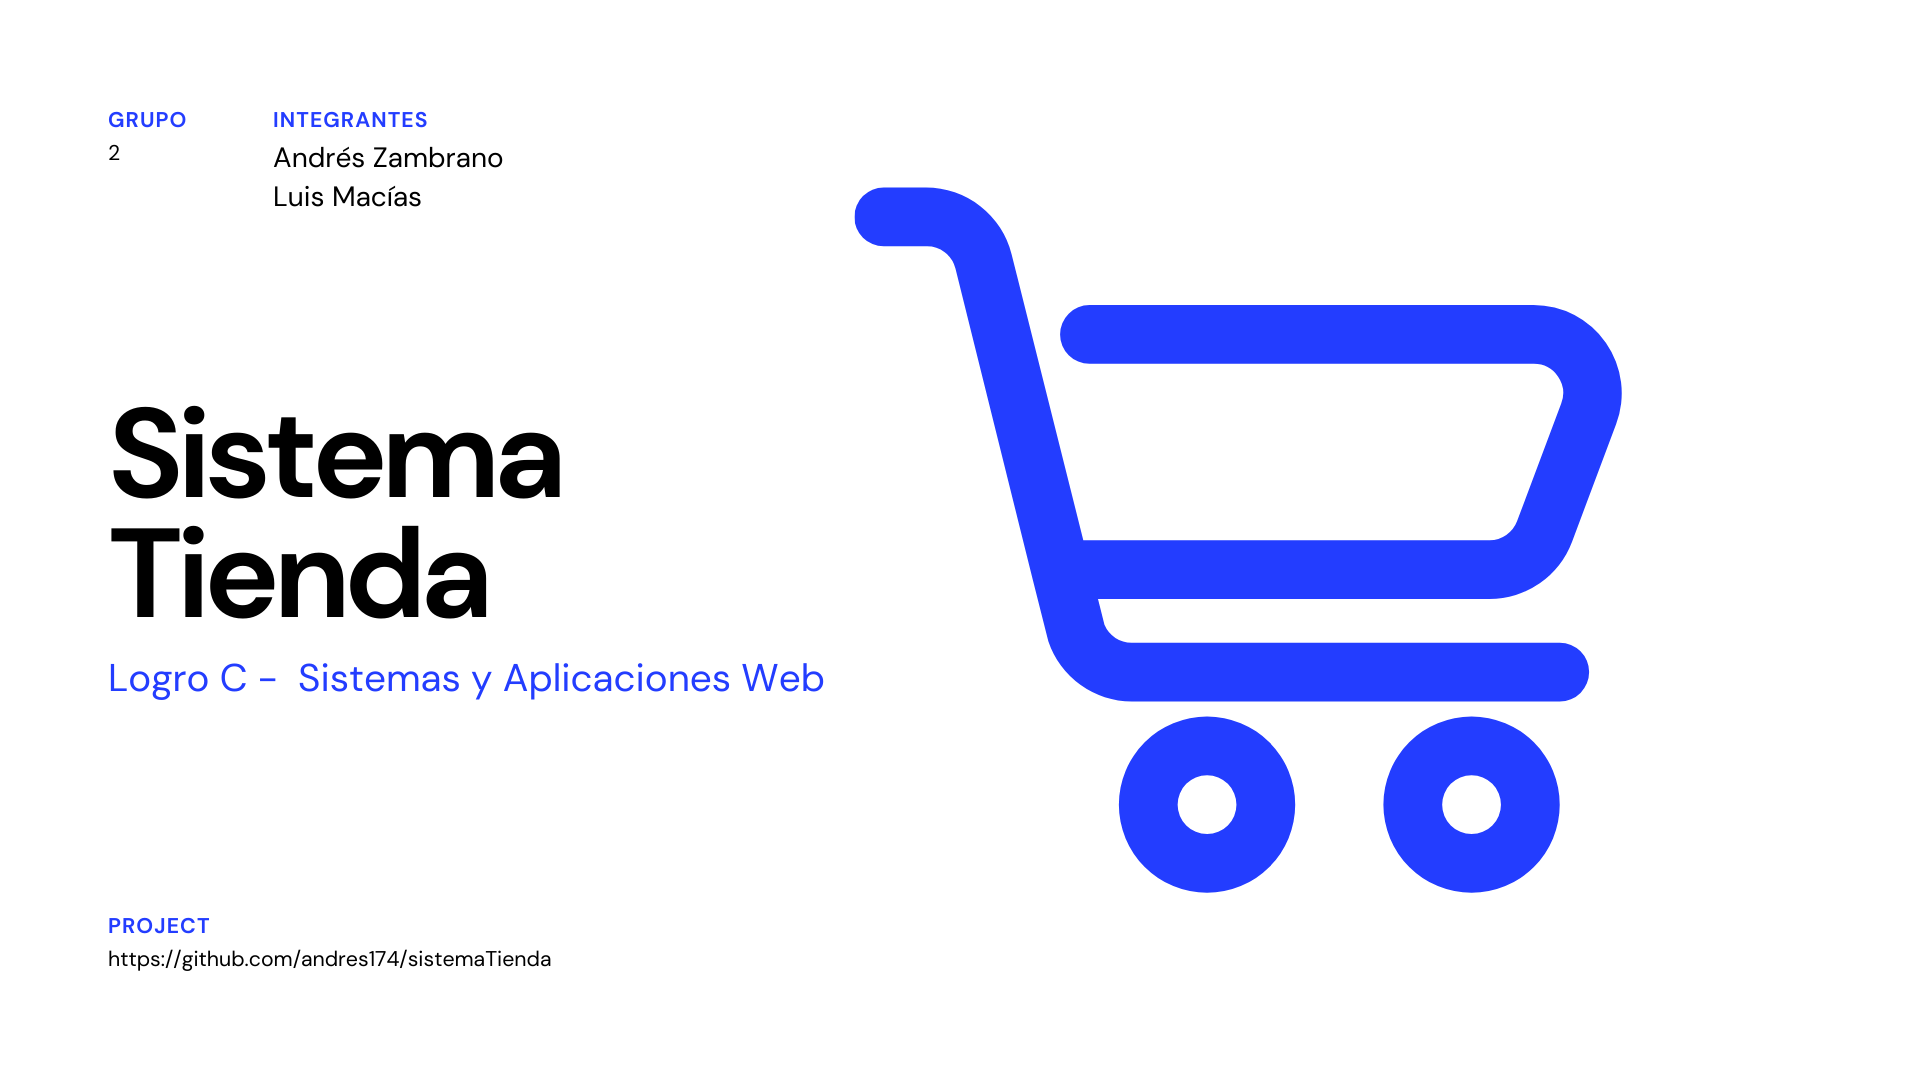 GRUPO
2
INTEGRANTES
Andrés Zambrano
Luis Macías
Sistema
Tienda
Logro C -  Sistemas y Aplicaciones Web
PROJECT
https://github.com/andres174/sistemaTienda